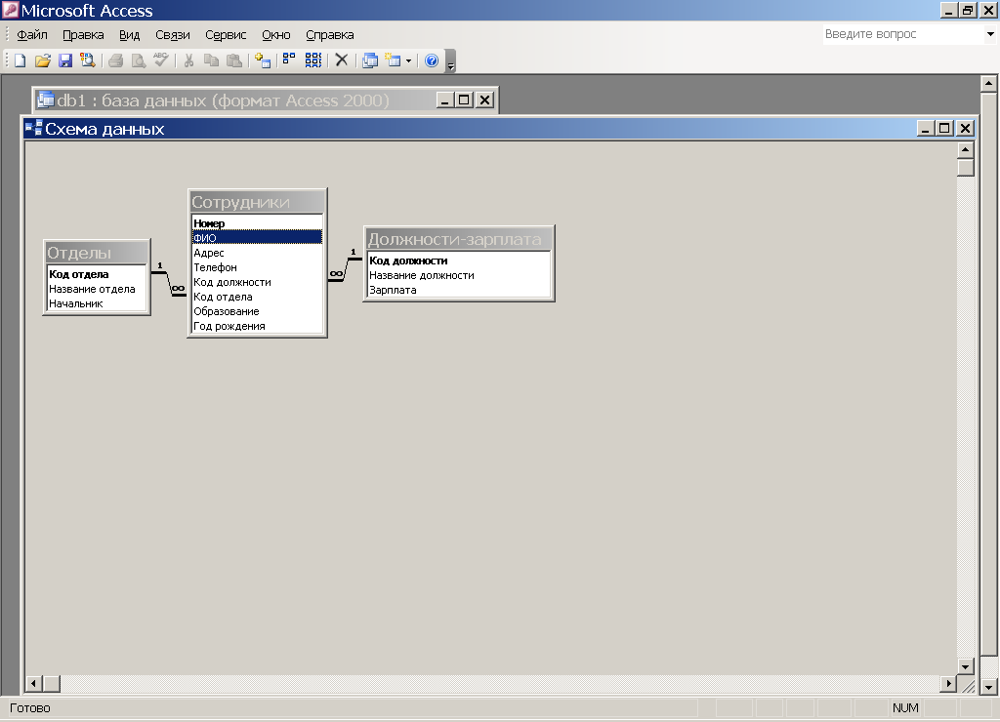 Microsoft Access
Файл Правка Вид Связи Сервис Окно Справка
Введите вопрос
db1 : база данных (формат Access 2000)
Схема данных
Отделы
Код отдела
Название отдела
Начальник
1
∞
Сотрудники
Номер
ФИО
Адрес
Телефон
Код должности
Код отдела
Образование
Год рождения
1
∞
Должности-зарплата
Код должности
Название должности
Зарплата
Готово
NUM